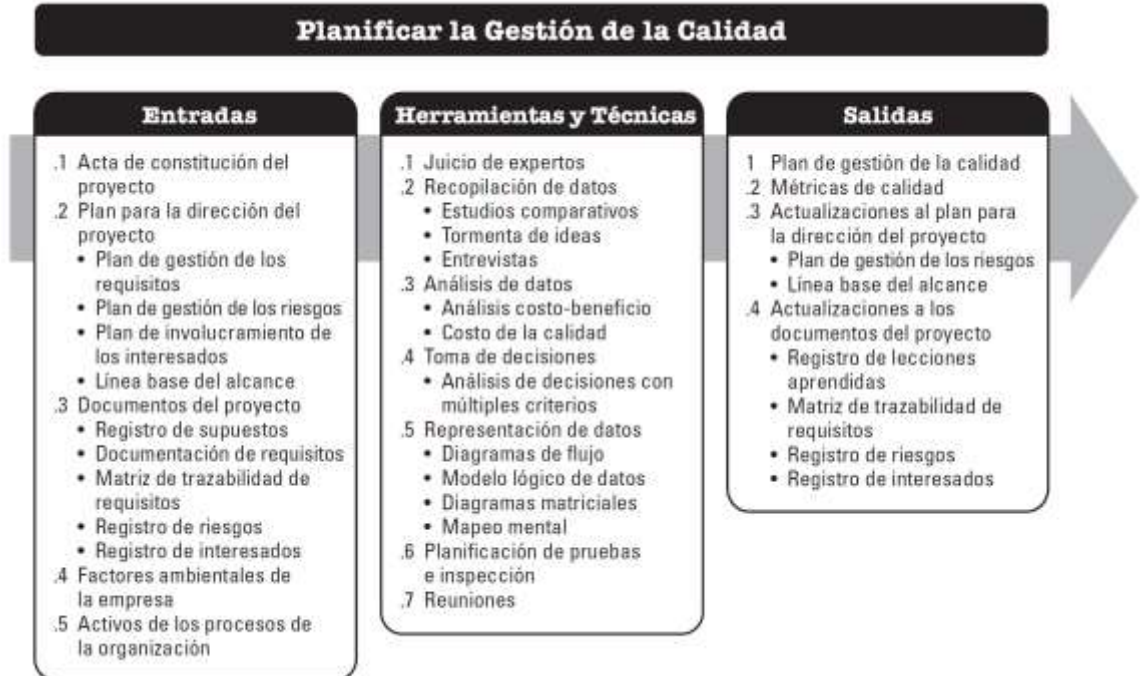 Planificar la Gestión de la Calidad
Entradas
.1 Acta de constitución del
proyecto
.2 Plan para la dirección del
proyecto
• Plan de gestión de los
requisitos
• Plan de gestión de los riesgos
• Plan de involucramiento de
los interesados
• Línea base del alcance
.3 Documentos del proyecto
• Registro de supuestos
• Documentación de requisitos
• Matriz de trazabilidad de
requisitos
• Registro de riesgos
• Registro de interesados
.4 Factores ambientales de
la empresa
.5 Activos de los procesos de
la organización
Herramientas y Técnicas
.1 Juicio de expertos
.2 Recopilación de datos
• Estudios comparativos
• Tormenta de ideas
• Entrevistas
.3 Análisis de datos
• Análisis costo-beneficio
• Costo de la calidad
.4 Toma de decisiones
• Análisis de decisiones con
múltiples criterios
.5 Representación de datos
• Diagramas de flujo
• Modelo lógico de datos
• Diagramas matriciales
• Mapeo mental
.6 Planificación de pruebas
e inspección
.7 Reuniones
Salidas
1 Plan de gestión de la calidad
.2 Métricas de calidad
.3 Actualizaciones al plan para
la dirección del proyecto
• Plan de gestión de los riesgos
• Línea base del alcance
.4 Actualizaciones a los
documentos del proyecto
• Registro de lecciones
aprendidas
• Matriz de trazabilidad de
requisitos
• Registro de riesgos
• Registro de interesados